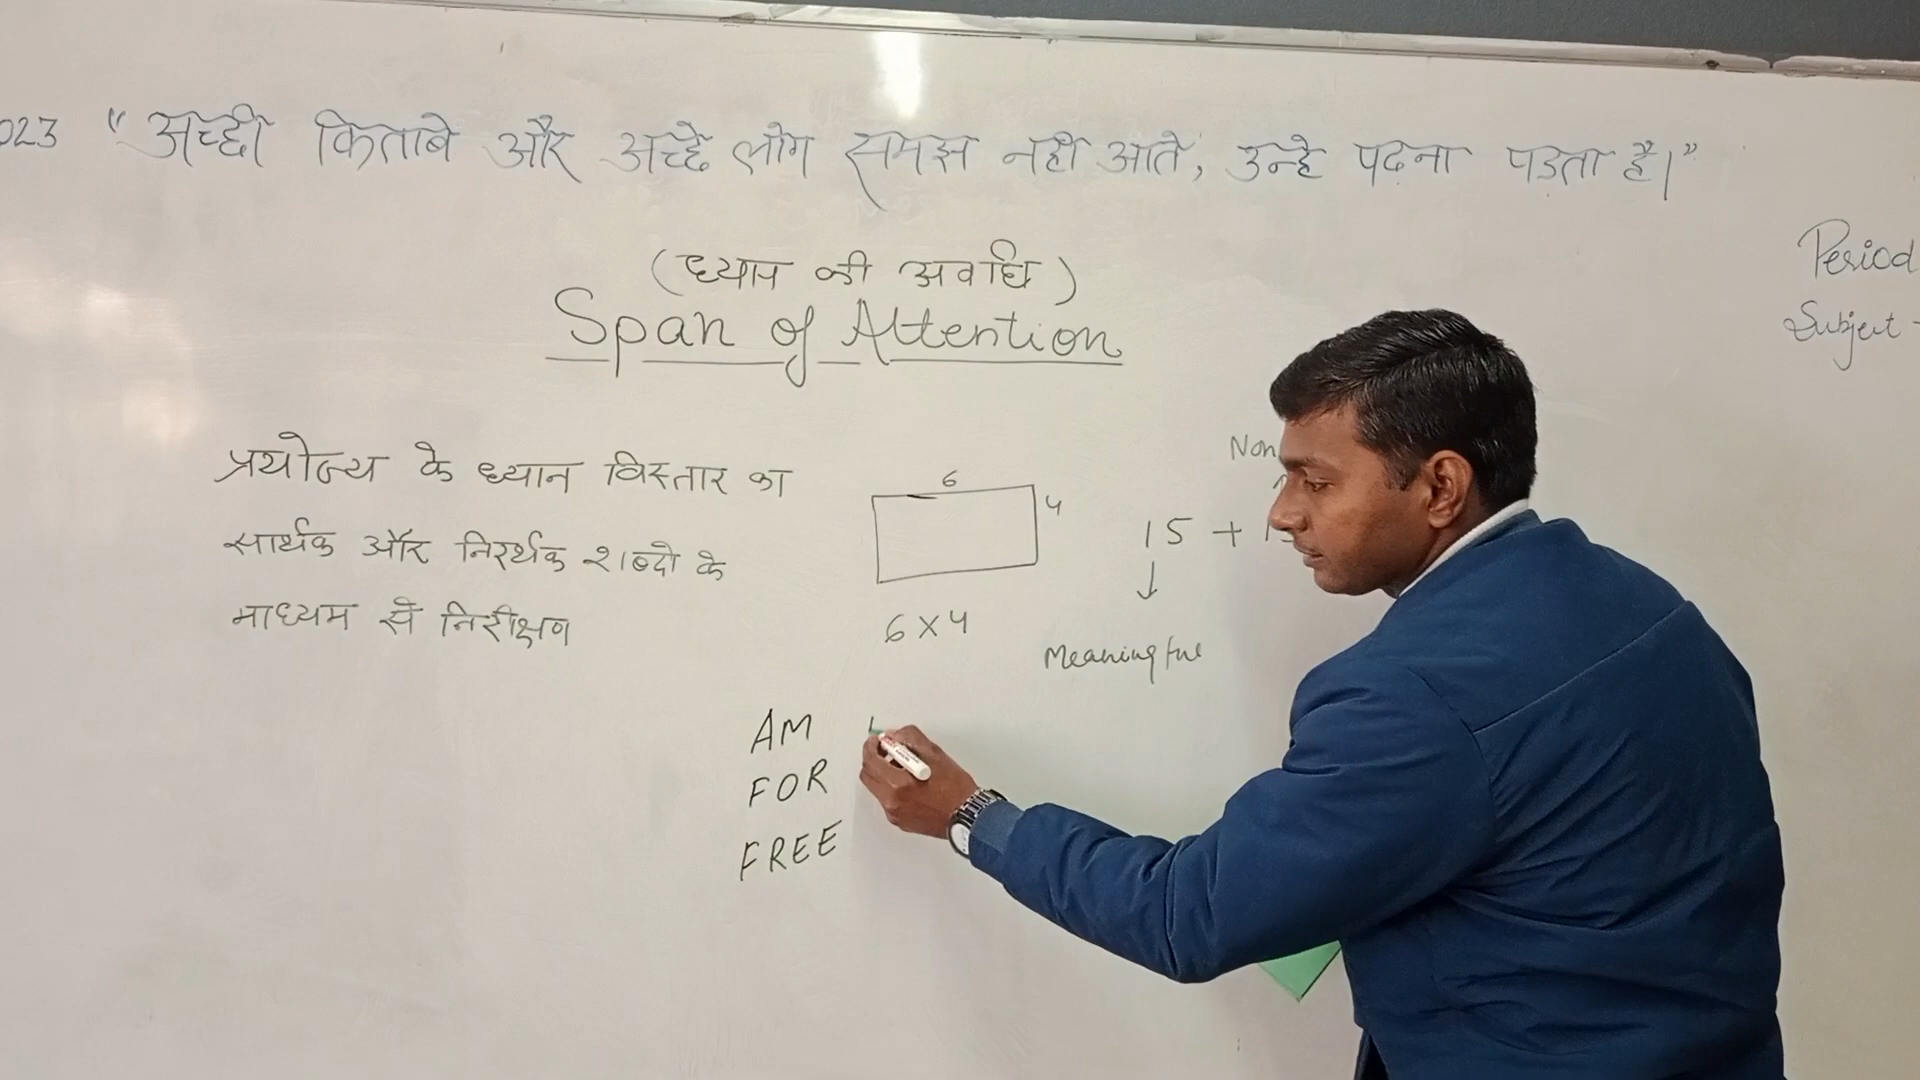 023 "अच्छी किताबे और अच्छे लोग समझ नहीं आते, उन्हे पढ़ना पड़ता है।"
Period
Subject -
(ध्यान की अवधि)
Span of Attention
प्रयोज्य के ध्यान विस्तार का
सार्थक और निरर्थक शब्दो के
माध्यम से निरीक्षण
6
4
6 X 4
Non
15 + 15
Meaningful
AM
FOR
FREE